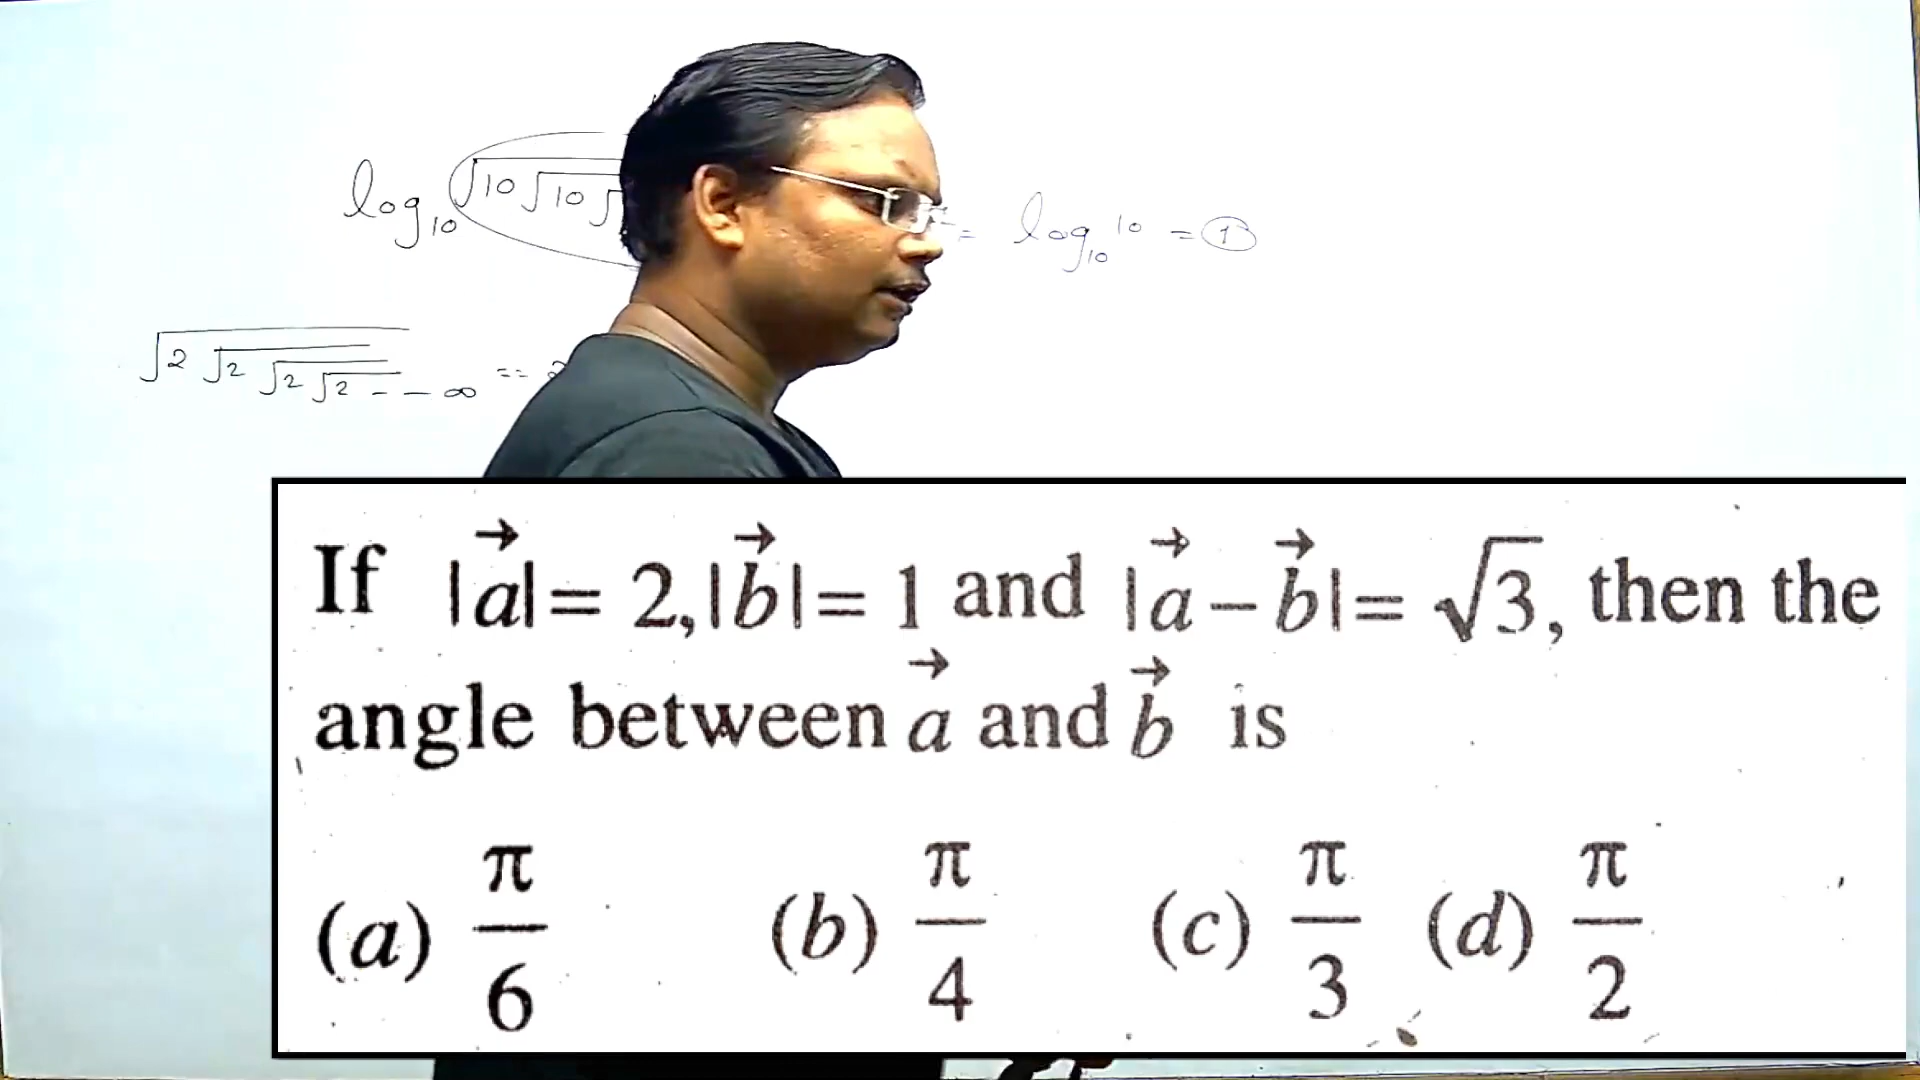 log₁₀ √10 √10 √ = log₁₀ 10 = 1
√2 √2 √2 √2 - - ∞ ==
If |a⃗| = 2, |b⃗| = 1 and |a⃗ – b⃗| = √3, then the
angle between a⃗ and b⃗ is
(a) π/6 (b) π/4 (c) π/3 (d) π/2